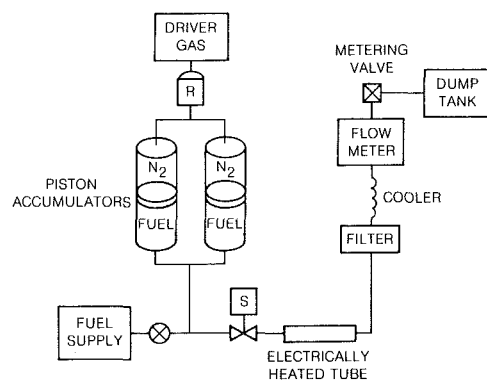 DRIVER
GAS
R
N2
N2
PISTON
ACCUMULATORS
FUEL
FUEL
FUEL
SUPPLY
S
ELECTRICALLY
HEATED TUBE
FILTER
COOLER
FLOW
METER
METERING
VALVE
DUMP
TANK